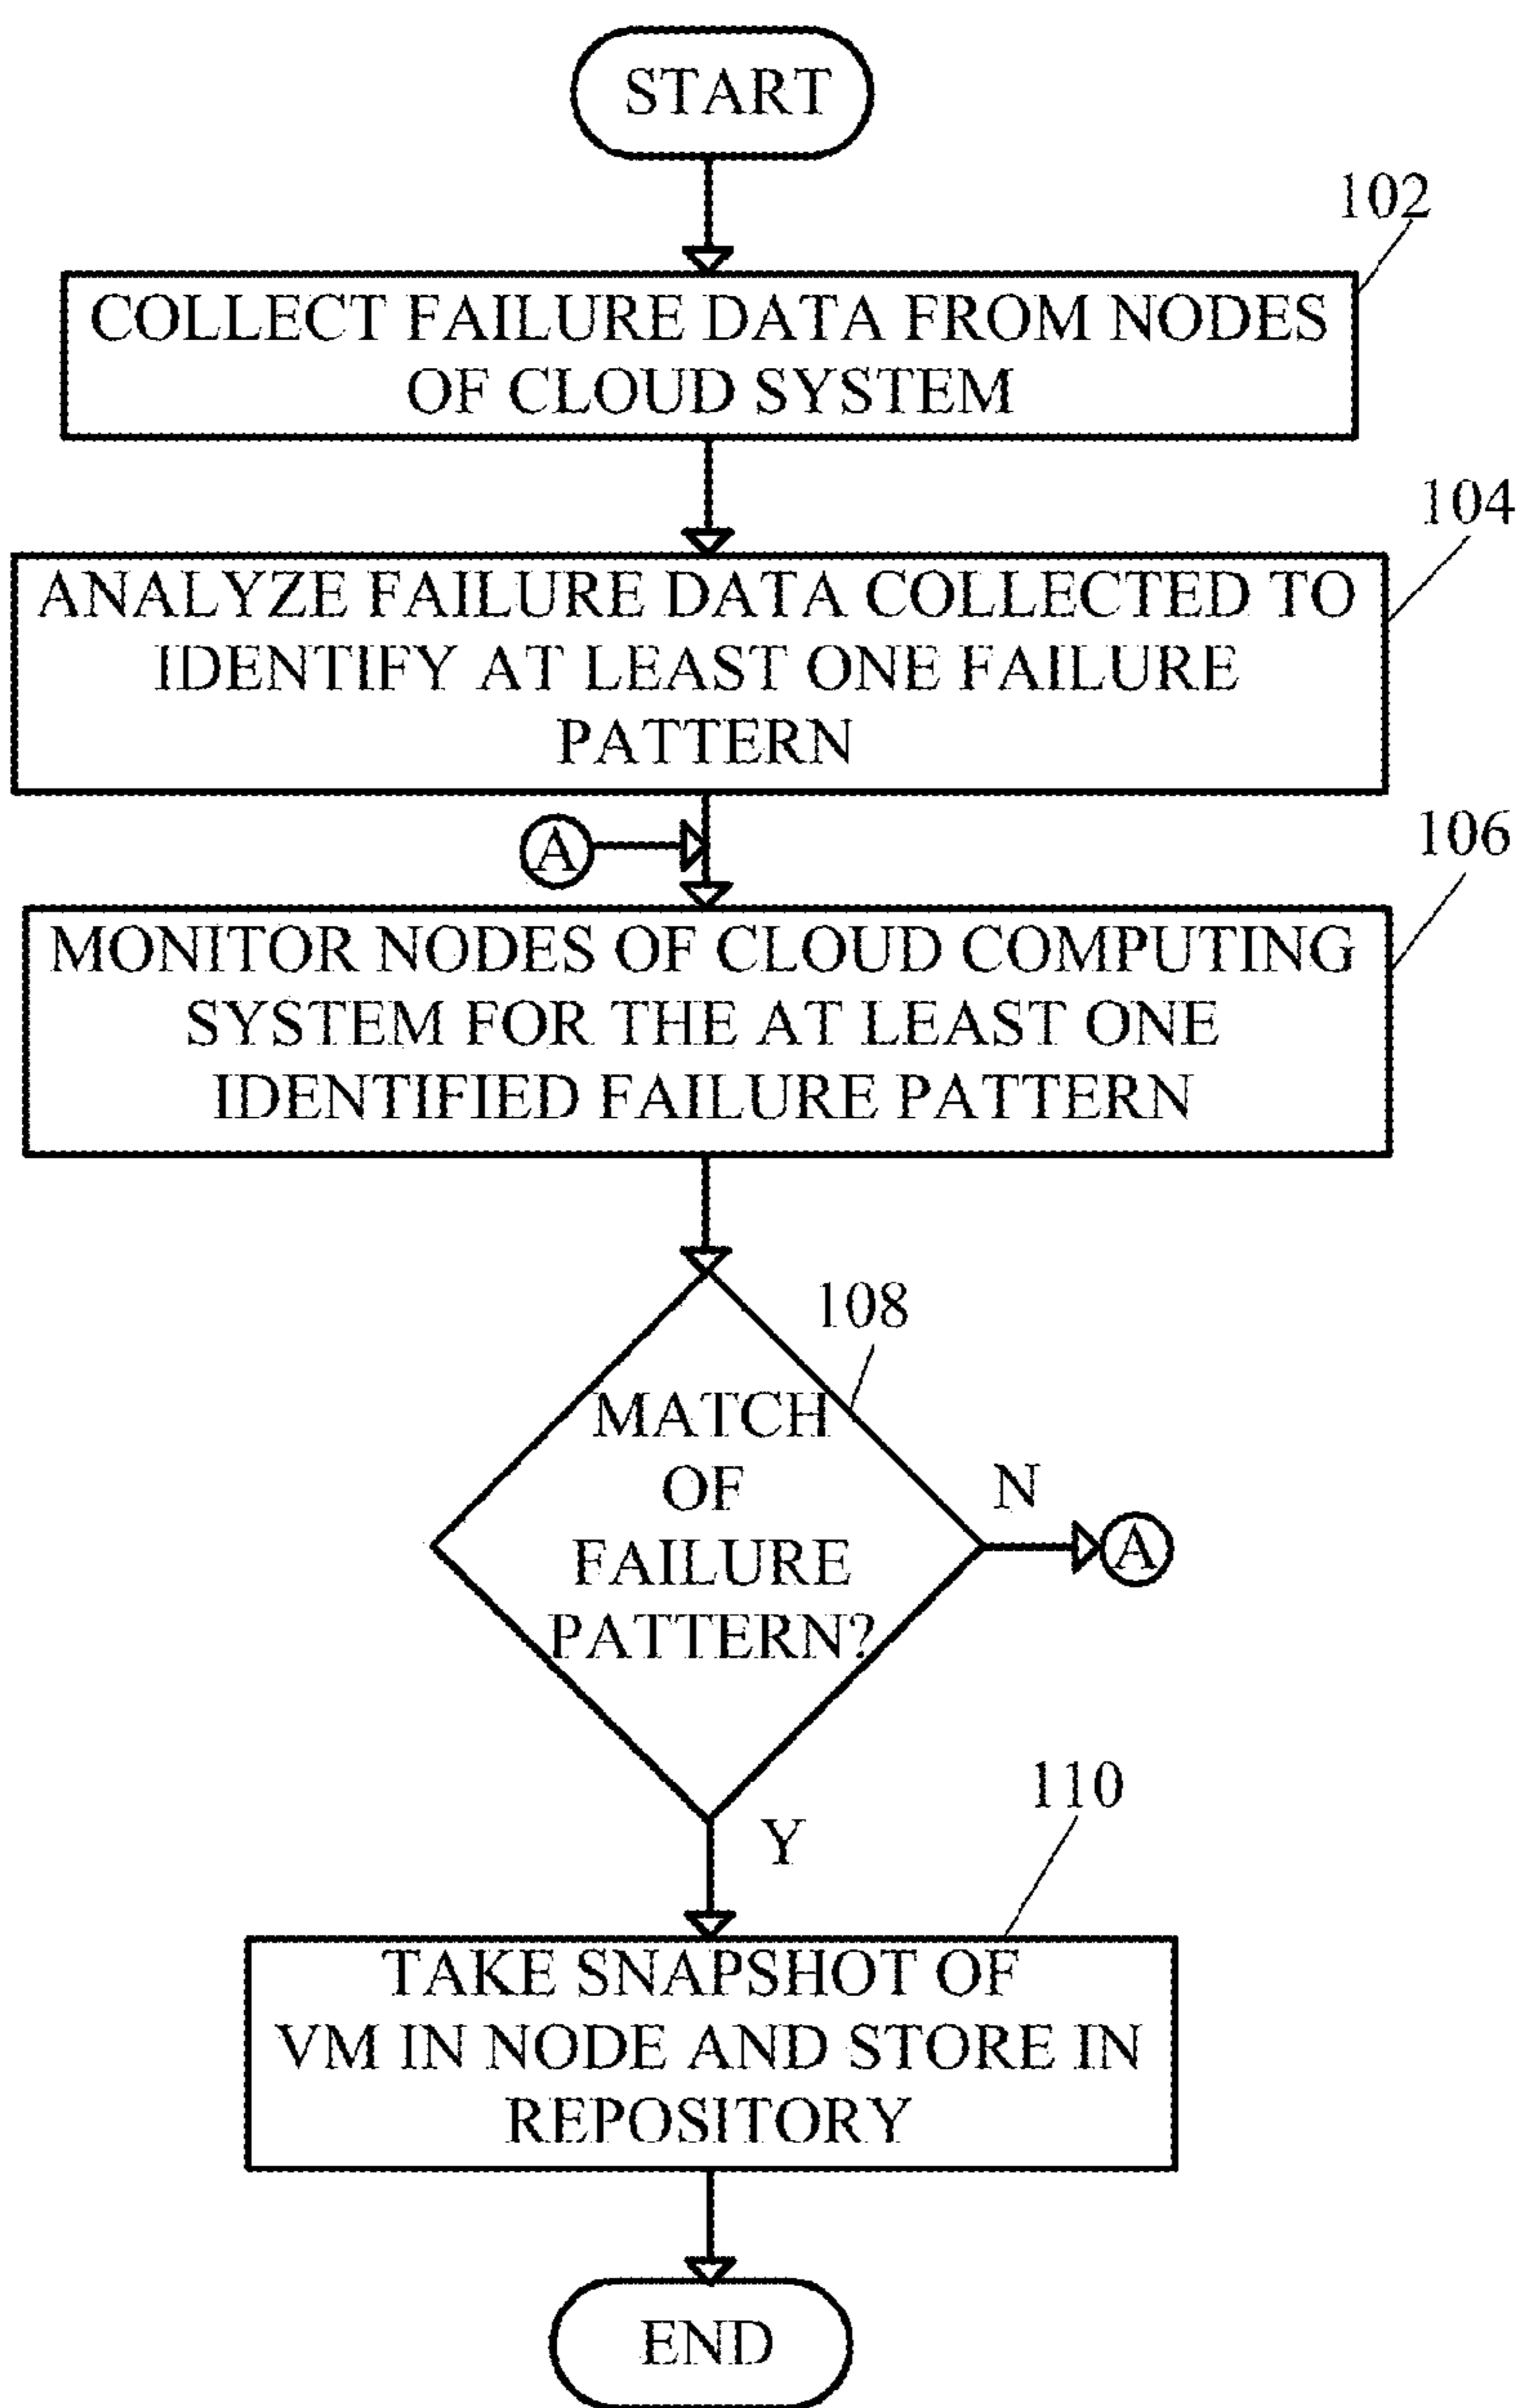 START
102
COLLECT FAILURE DATA FROM NODES
OF CLOUD SYSTEM
104
ANALYZE FAILURE DATA COLLECTED TO
IDENTIFY AT LEAST ONE FAILURE
PATTERN
A
106
MONITOR NODES OF CLOUD COMPUTING
SYSTEM FOR THE AT LEAST ONE
IDENTIFIED FAILURE PATTERN
108
MATCH
OF
FAILURE
PATTERN?
N
A
Y
110
TAKE SNAPSHOT OF
VM IN NODE AND STORE IN
REPOSITORY
END